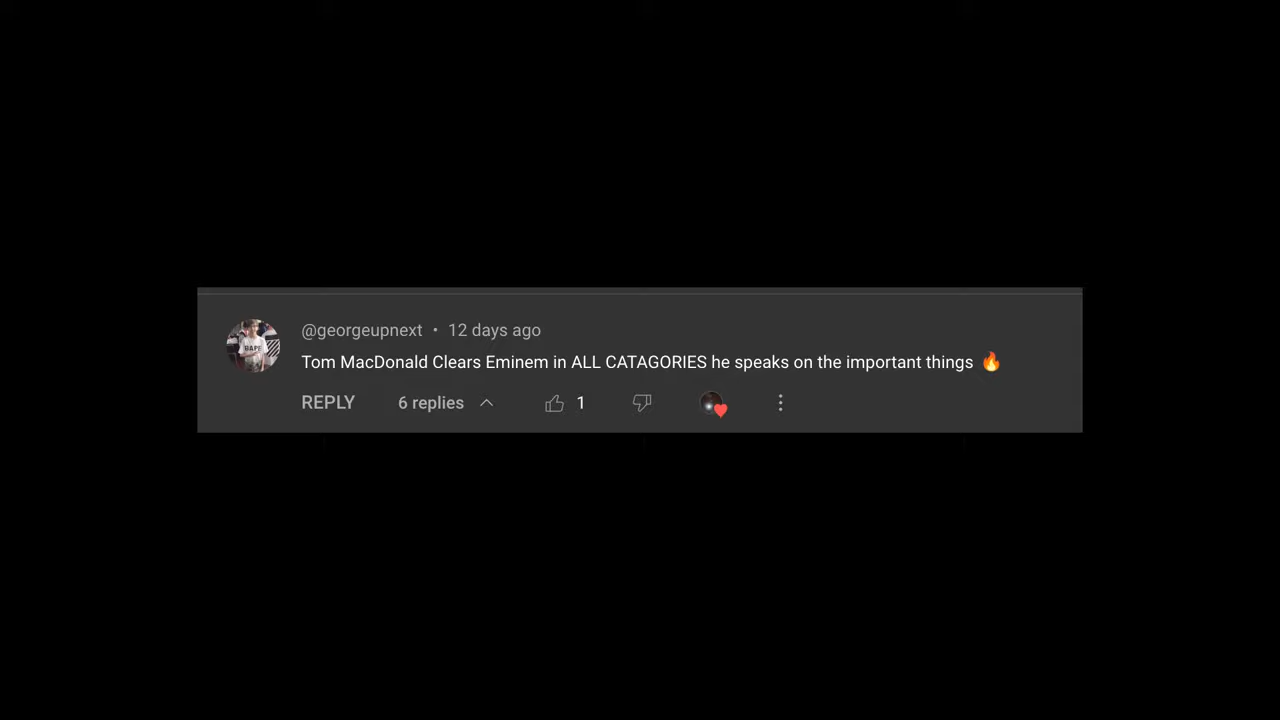 @georgeupnext • 12 days ago
Tom MacDonald Clears Eminem in ALL CATAGORIES he speaks on the important things 🔥
REPLY 6 replies 1
BAPE